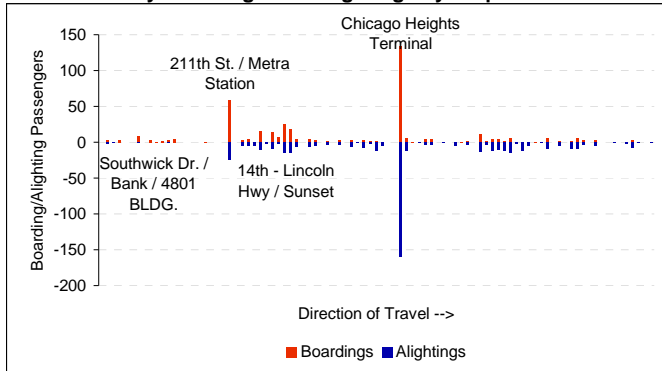 Chicago Heights
Terminal
211th St. / Metra
Station
Southwick Dr. /
Bank / 4801
BLDG.
14th - Lincoln
Hwy / Sunset
Boarding/Alighting Passengers
150
100
50
0
-50
-100
-150
-200
Direction of Travel -->
Boardings
Alightings